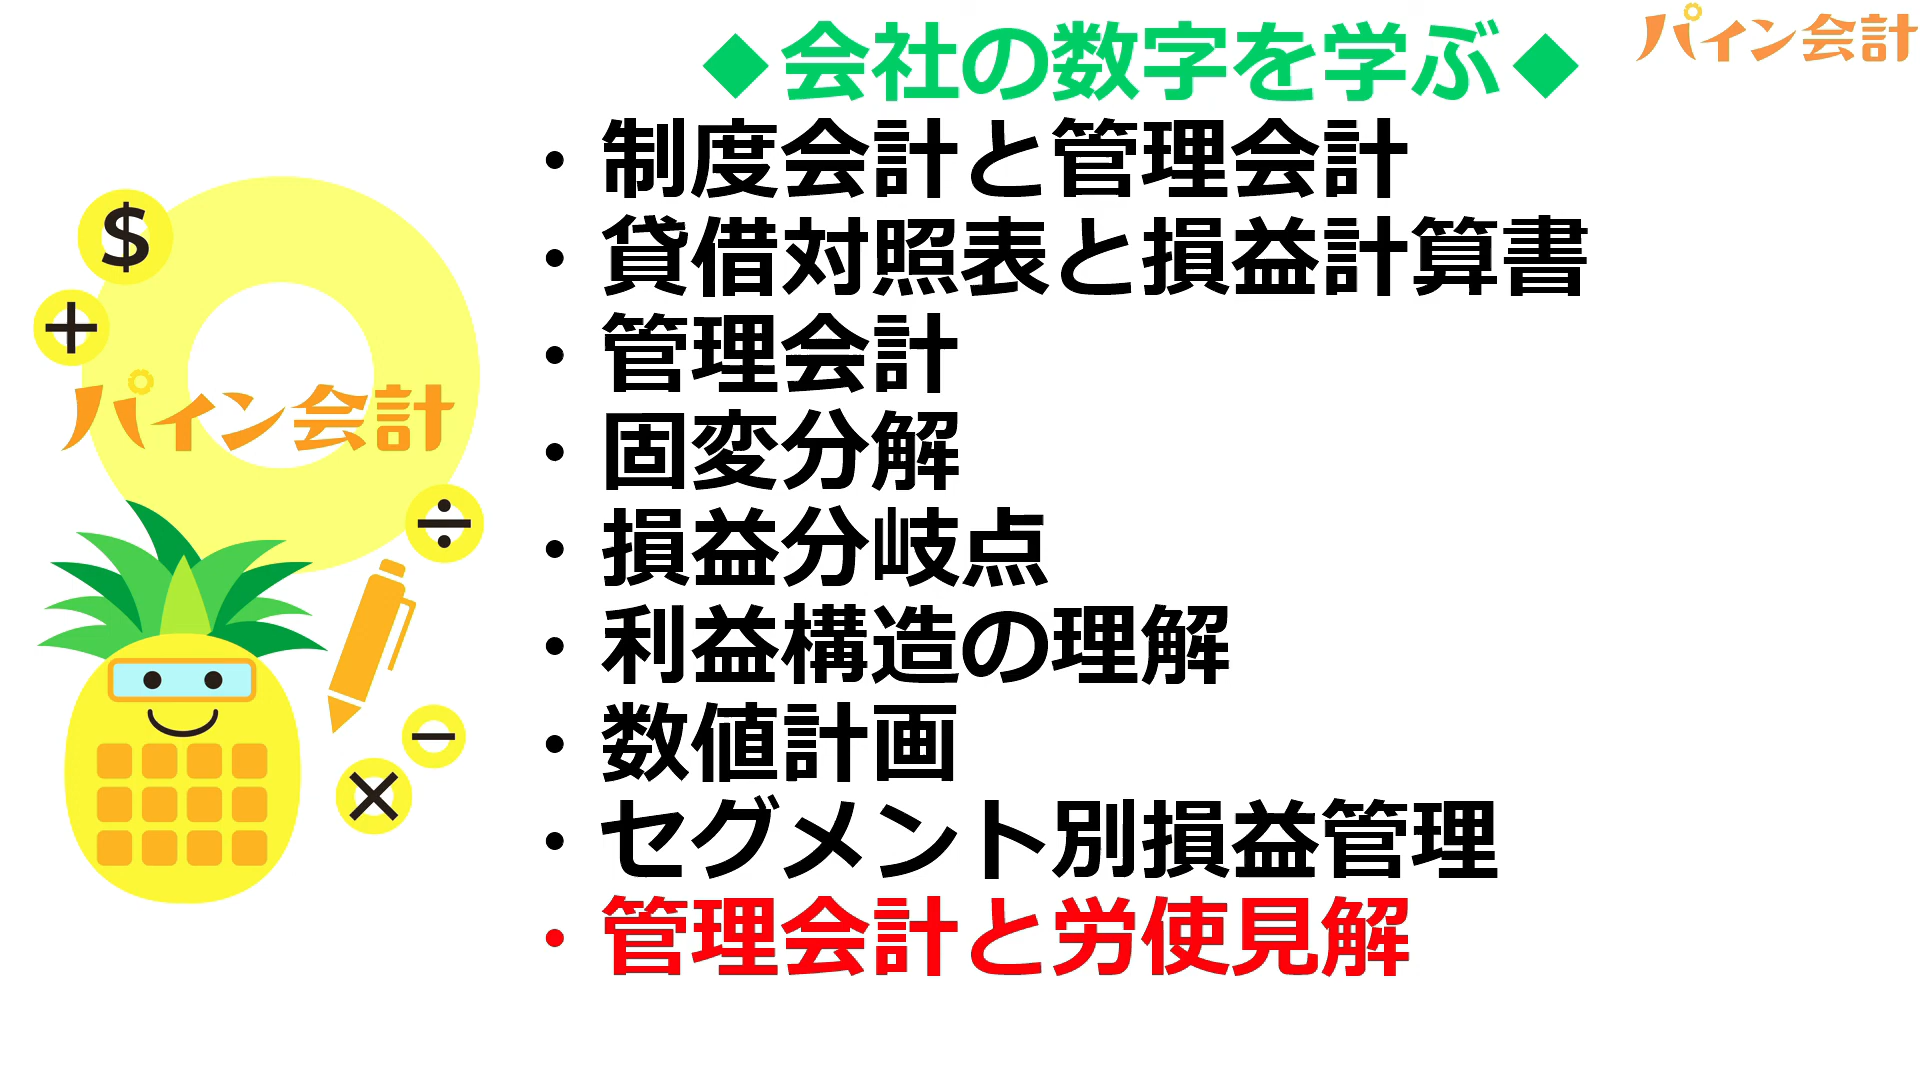 ◆会社の数字を学ぶ◆
パイン会計
・制度会計と管理会計
・貸借対照表と損益計算書
・管理会計
・固変分解
・損益分岐点
・利益構造の理解
・数値計画
・セグメント別損益管理
・管理会計と労使見解
$
+
パイン会計
÷
−
×